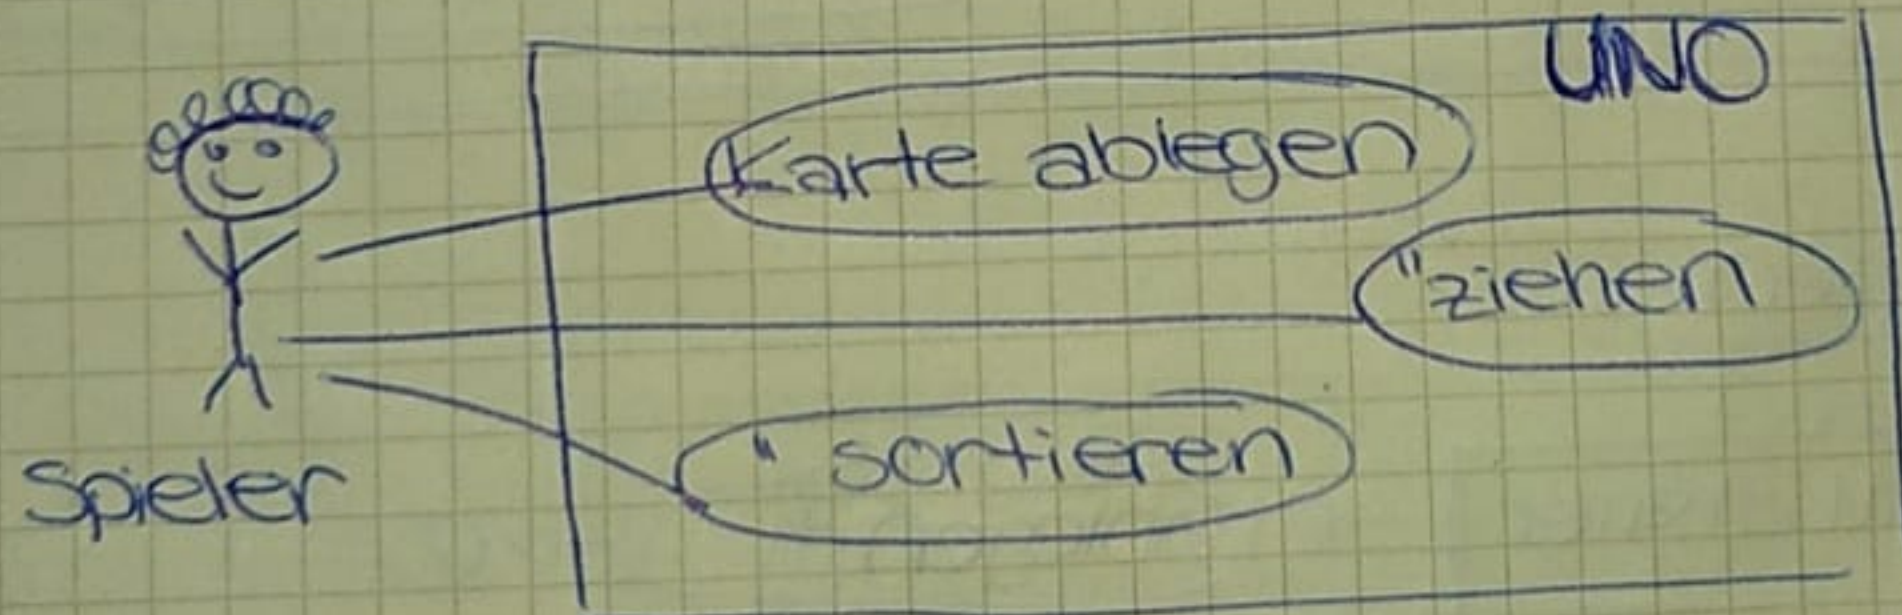 UNO
Karte ablegen
"ziehen
" sortieren
Spieler